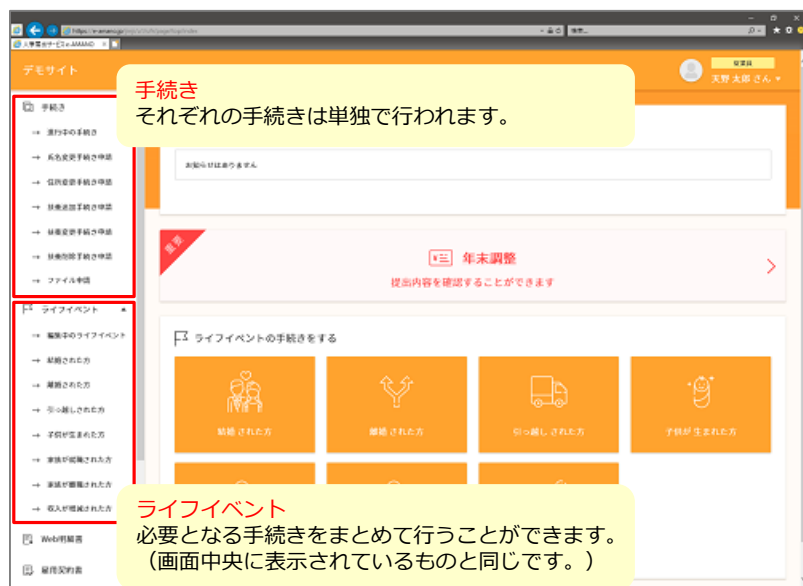 https://e-amano.jp
検索...
デモサイト
従業員
天野 太郎 さん
手続き
それぞれの手続きは単独で行われます。
手続き
進行中の手続き
氏名変更手続き申請
住所変更手続き申請
扶養追加手続き申請
扶養変更手続き申請
扶養削除手続き申請
ファイル申請
お知らせはありません
重要
年末調整
提出内容を確認することができます
ライフイベント
編集中のライフイベント
結婚された方
離婚された方
引っ越しされた方
子供が生まれた方
家族が就職された方
家族が離職された方
収入が増減された方
Web明細書
雇用契約書
ライフイベントの手続きをする
結婚 された方
離婚 された方
引っ越し された方
子供が 生まれた方
ライフイベント
必要となる手続きをまとめて行うことができます。
（画面中央に表示されているものと同じです。）